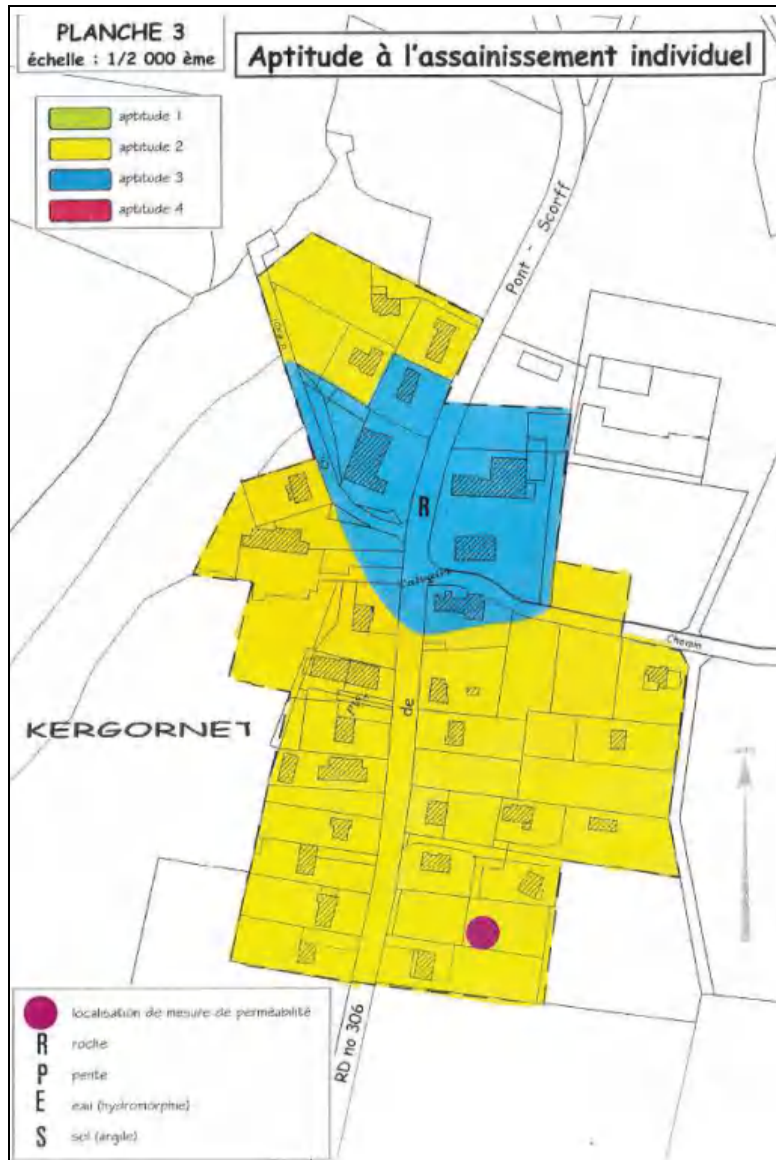 PLANCHE 3
échelle : 1/2 000 ème
Aptitude à l'assainissement individuel
aptitude 1
aptitude 2
aptitude 3
aptitude 4
Pont - Scorff
R
Calvaire
Chemin
de
KERGORNET
RD no 306
localisation de mesure de perméabilité
R roche
P pente
E eau (hydromorphie)
S sol (argile)